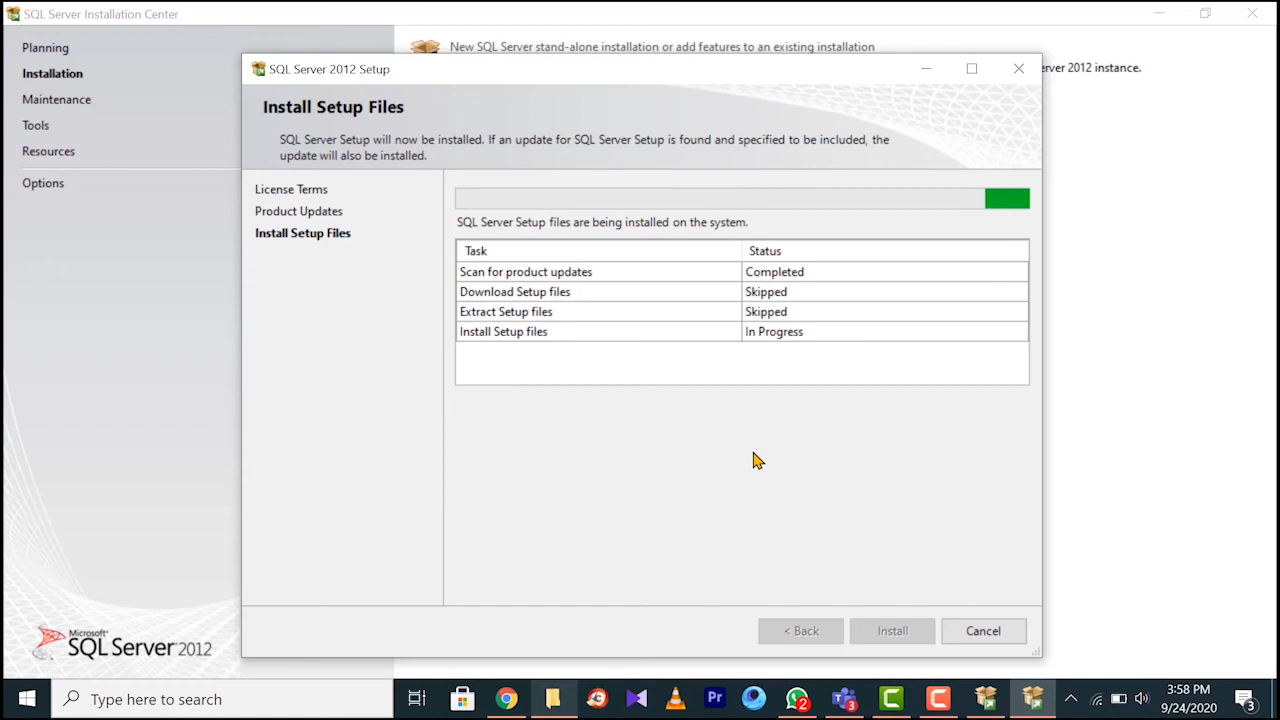 SQL Server Installation Center
Planning
Installation
Maintenance
Tools
Resources
Options
New SQL Server stand-alone installation or add features to an existing installation
erver 2012 instance.
SQL Server 2012 Setup
Install Setup Files
SQL Server Setup will now be installed. If an update for SQL Server Setup is found and specified to be included, the
update will also be installed.
License Terms
Product Updates
Install Setup Files
SQL Server Setup files are being installed on the system.
Task Status
Scan for product updates Completed
Download Setup files Skipped
Extract Setup files Skipped
Install Setup files In Progress
< Back Install Cancel
Microsoft
SQL Server 2012
Type here to search
Pr
2
3
3:58 PM
9/24/2020
3